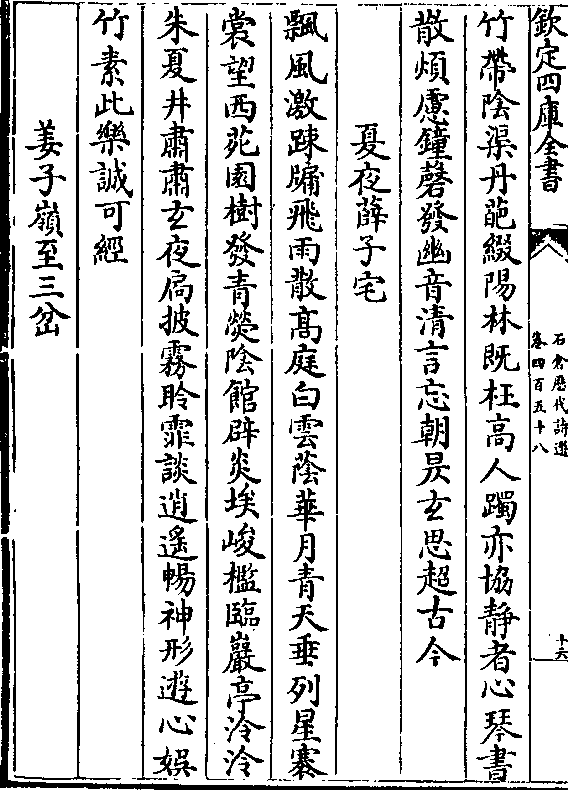 欽定四庫全書
石倉歷代詩選
卷四百五十八
十六
竹帶陰渠丹葩綴陽林既枉高人躅亦協静者心琴書
散煩慮鐘磬發幽音清言忘朝昃玄思超古今
夏夜薛子宅
飄風激踈牗飛雨散髙庭白雲蔭華月青天垂列星褰
裳望西苑園樹發青熒陰館辟炎埃峻檻臨巖亭泠泠
朱夏井肅肅玄夜扃披霧聆霏談逍遙暢神形遊心娯
竹素此樂誠可經
姜子嶺至三岔